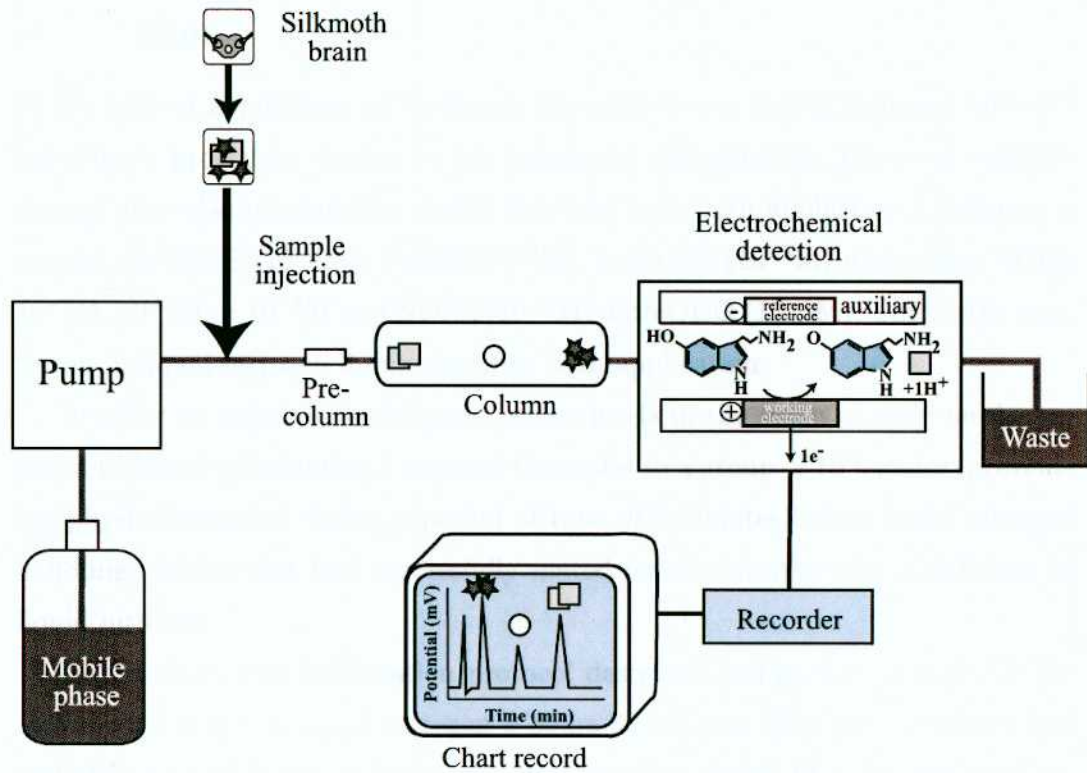 Silkmoth
brain
Sample
injection
Electrochemical
detection
reference
electrode
auxiliary
⊖
HO
NH₂
N
H
O
NH₂
N
H
+1H⁺
⊕
working
electrode
1e⁻
Pump
Pre-
column
Column
Waste
Mobile
phase
Recorder
Potential (mV)
Time (min)
Chart record